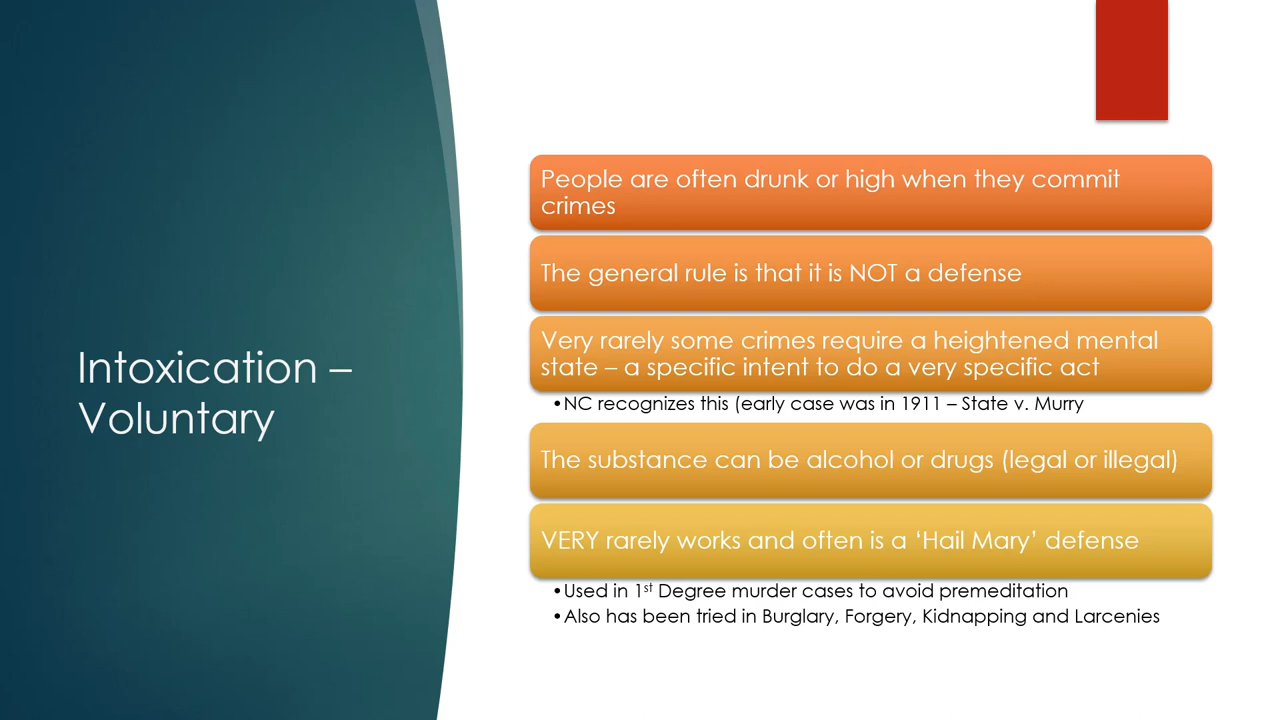 Intoxication –
Voluntary
People are often drunk or high when they commit
crimes
The general rule is that it is NOT a defense
Very rarely some crimes require a heightened mental
state – a specific intent to do a very specific act
•NC recognizes this (early case was in 1911 – State v. Murry
The substance can be alcohol or drugs (legal or illegal)
VERY rarely works and often is a ‘Hail Mary’ defense
•Used in 1st Degree murder cases to avoid premeditation
•Also has been tried in Burglary, Forgery, Kidnapping and Larcenies